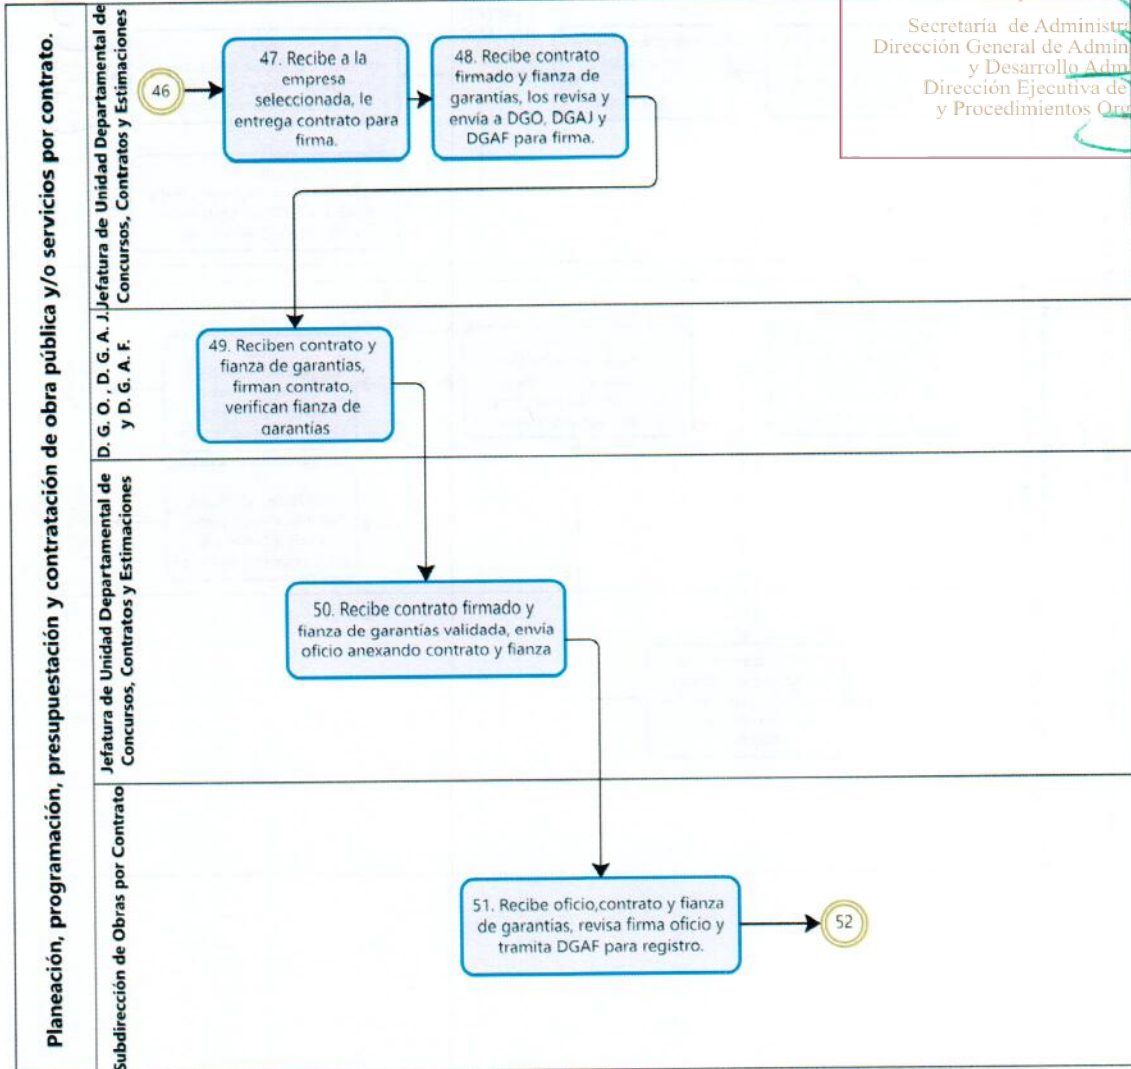 Planeación, programación, presupuestación y contratación de obra pública y/o servicios por contrato.
Jefatura de Unidad Departamental de
Concursos, Contratos y Estimaciones
46
47. Recibe a la
empresa
seleccionada, le
entrega contrato para
firma.
48. Recibe contrato
firmado y fianza de
garantías, los revisa y
envía a DGO, DGAJ y
DGAF para firma.
Secretaría de
Dirección General de
y Desarrollo
Dirección Ejecutiva de
y Procedimientos
D. G. O. , D. G. A. J.
y D. G. A. F.
49. Reciben contrato y
fianza de garantías,
firman contrato,
verifican fianza de
garantías
Jefatura de Unidad Departamental de
Concursos, Contratos y Estimaciones
50. Recibe contrato firmado y
fianza de garantías validada, envía
oficio anexando contrato y fianza
Subdirección de Obras por Contrato
51. Recibe oficio,contrato y fianza
de garantías, revisa firma oficio y
tramita DGAF para registro.
52